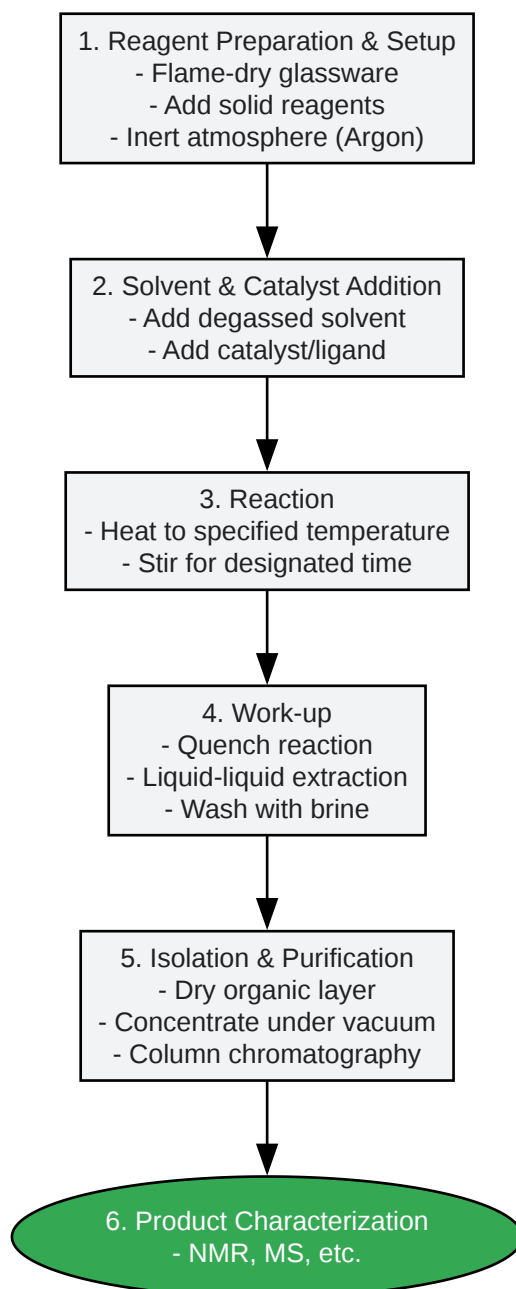 1. Reagent Preparation & Setup
- Flame-dry glassware
- Add solid reagents
- Inert atmosphere (Argon)
2. Solvent & Catalyst Addition
- Add degassed solvent
- Add catalyst/ligand
3. Reaction
- Heat to specified temperature
- Stir for designated time
4. Work-up
- Quench reaction
- Liquid-liquid extraction
- Wash with brine
5. Isolation & Purification
- Dry organic layer
- Concentrate under vacuum
- Column chromatography
6. Product Characterization
- NMR, MS, etc.